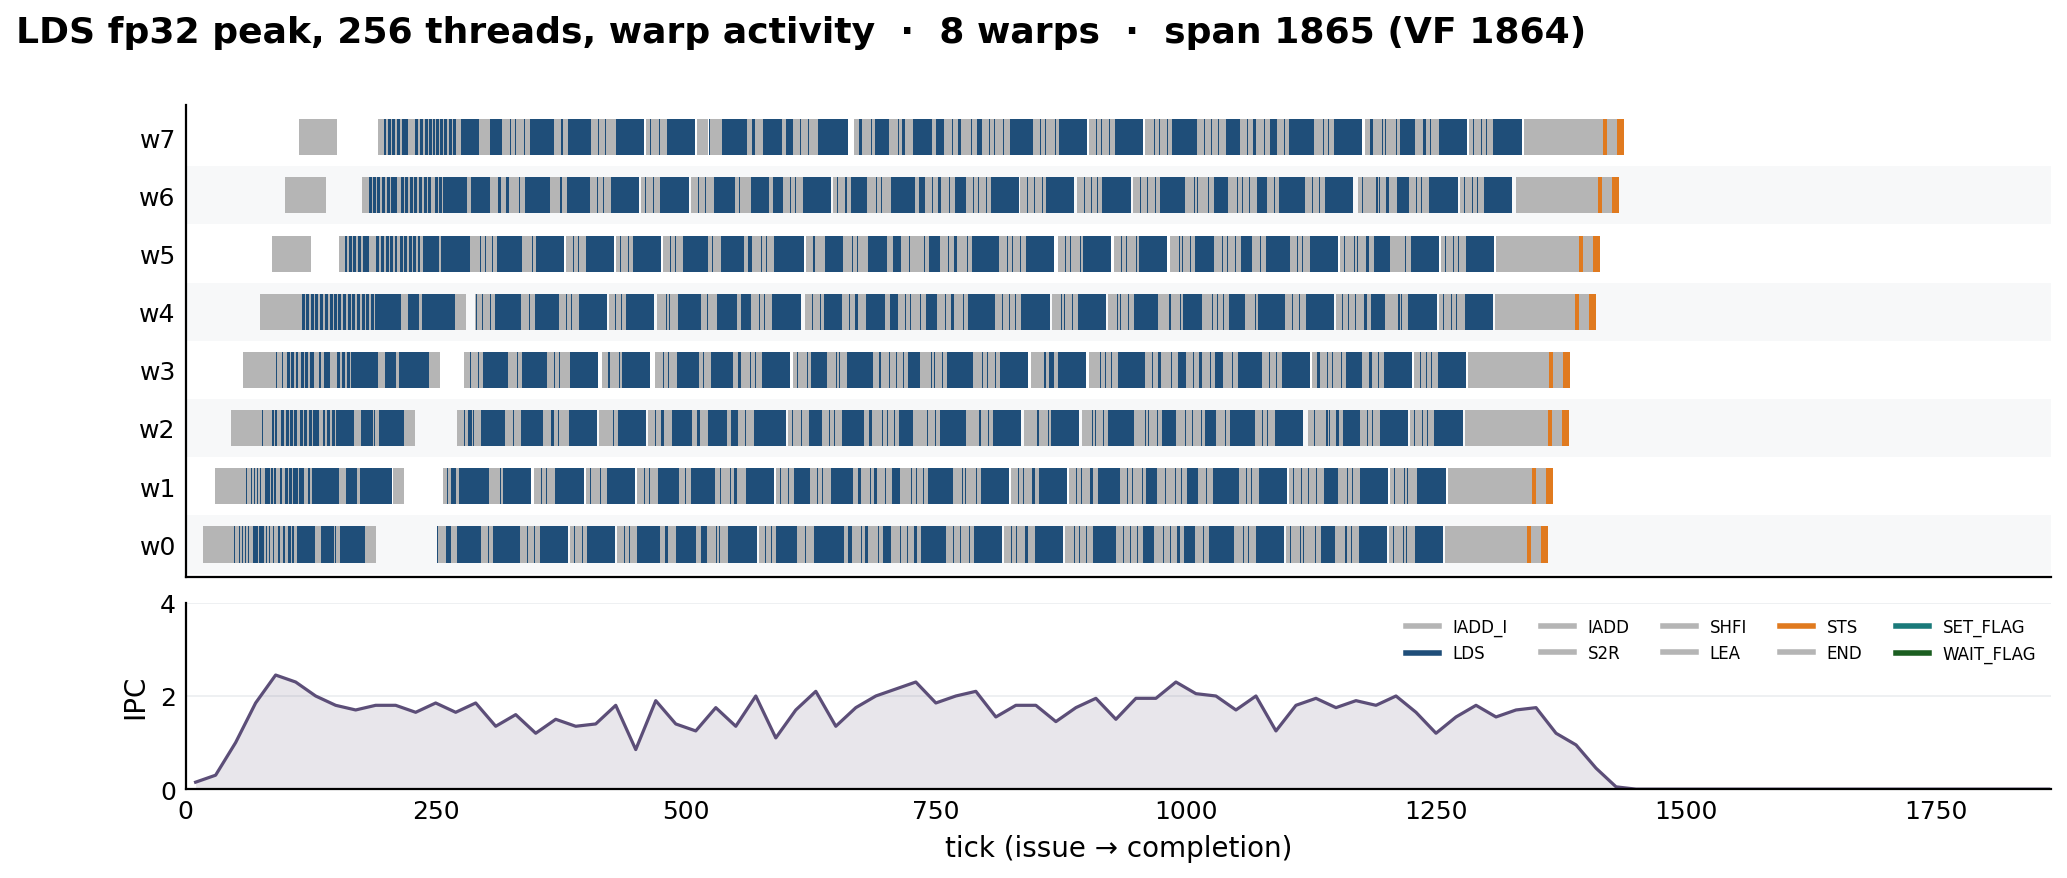 LDS fp32 peak, 256 threads, warp activity · 8 warps · span 1865 (VF 1864)
w7
w6
w5
w4
w3
w2
w1
w0
4
2
0
IPC
IADD_I IADD SHFI STS SET_FLAG
LDS S2R LEA END WAIT_FLAG
0 250 500 750 1000 1250 1500 1750
tick (issue → completion)